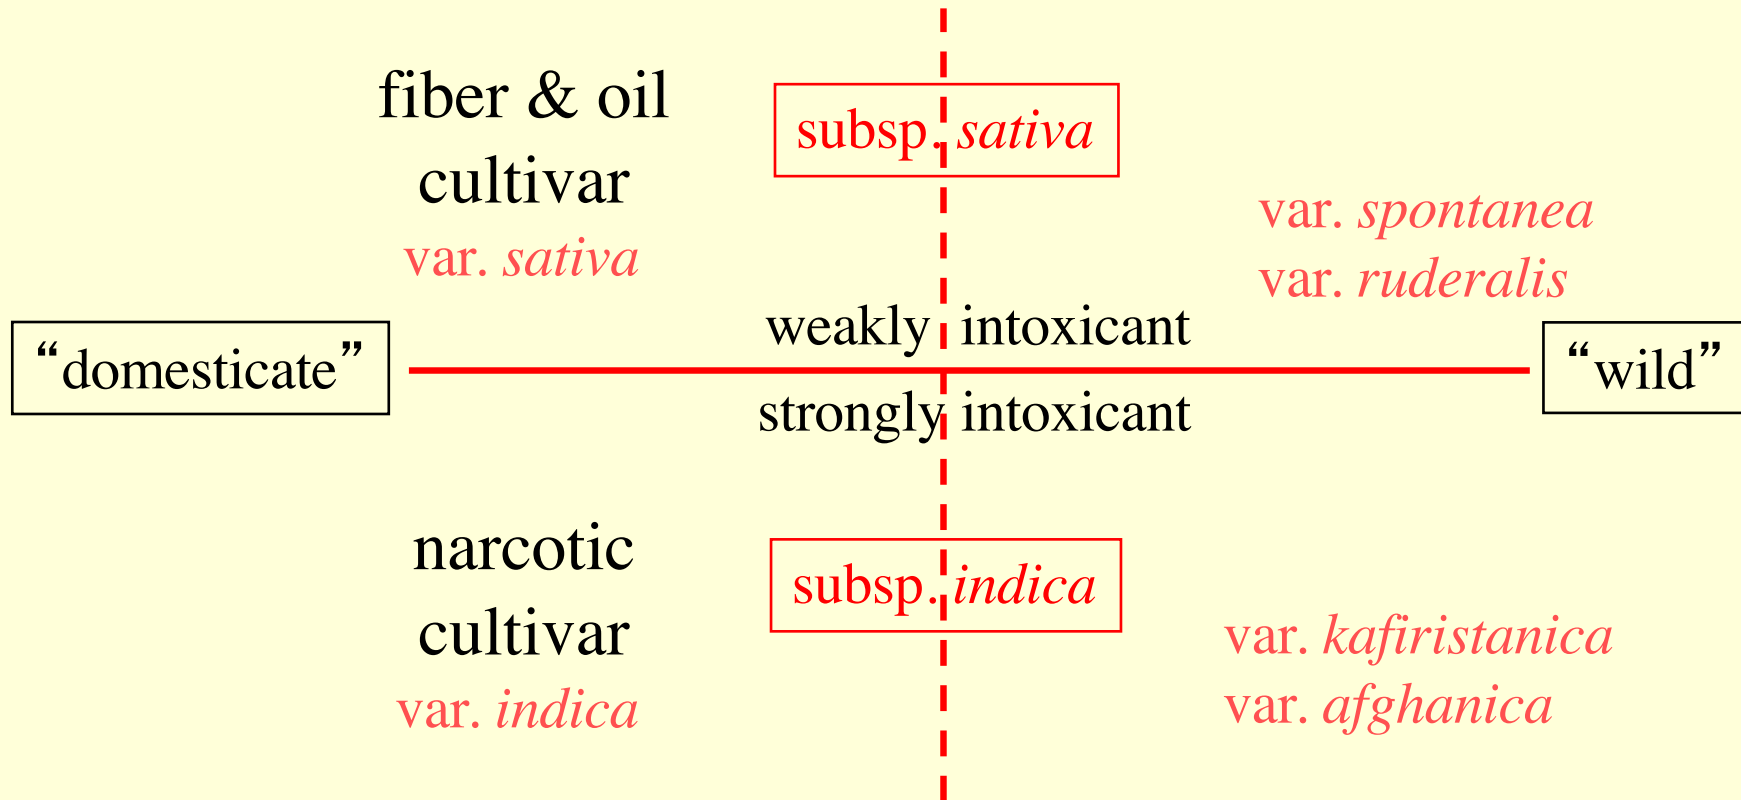 fiber & oil
cultivar
var. sativa
subsp. sativa
var. spontanea
var. ruderalis
“domesticate”
weakly intoxicant
strongly intoxicant
“wild”
narcotic
cultivar
var. indica
subsp. indica
var. kafiristanica
var. afghanica